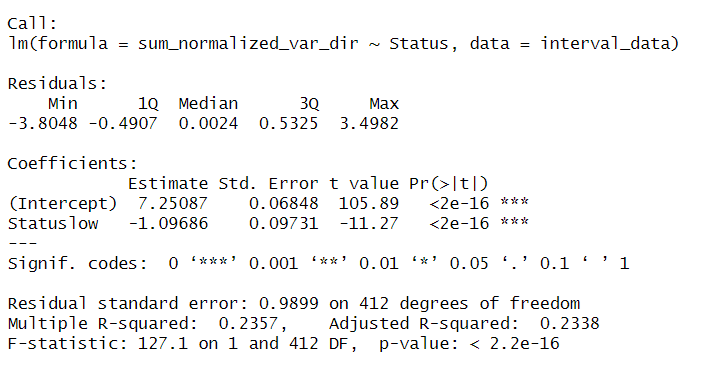 Call:
lm(formula = sum_normalized_var_dir ~ Status, data = interval_data)
Residuals:
    Min      1Q  Median      3Q     Max
-3.8048 -0.4907  0.0024  0.5325  3.4982
Coefficients:
            Estimate Std. Error t value Pr(>|t|)
(Intercept)  7.25087    0.06848  105.89   <2e-16 ***
Statuslow   -1.09686    0.09731  -11.27   <2e-16 ***
---
Signif. codes:  0 ‘***’ 0.001 ‘**’ 0.01 ‘*’ 0.05 ‘.’ 0.1 ‘ ’ 1
Residual standard error: 0.9899 on 412 degrees of freedom
Multiple R-squared:  0.2357,    Adjusted R-squared:  0.2338
F-statistic: 127.1 on 1 and 412 DF,  p-value: < 2.2e-16